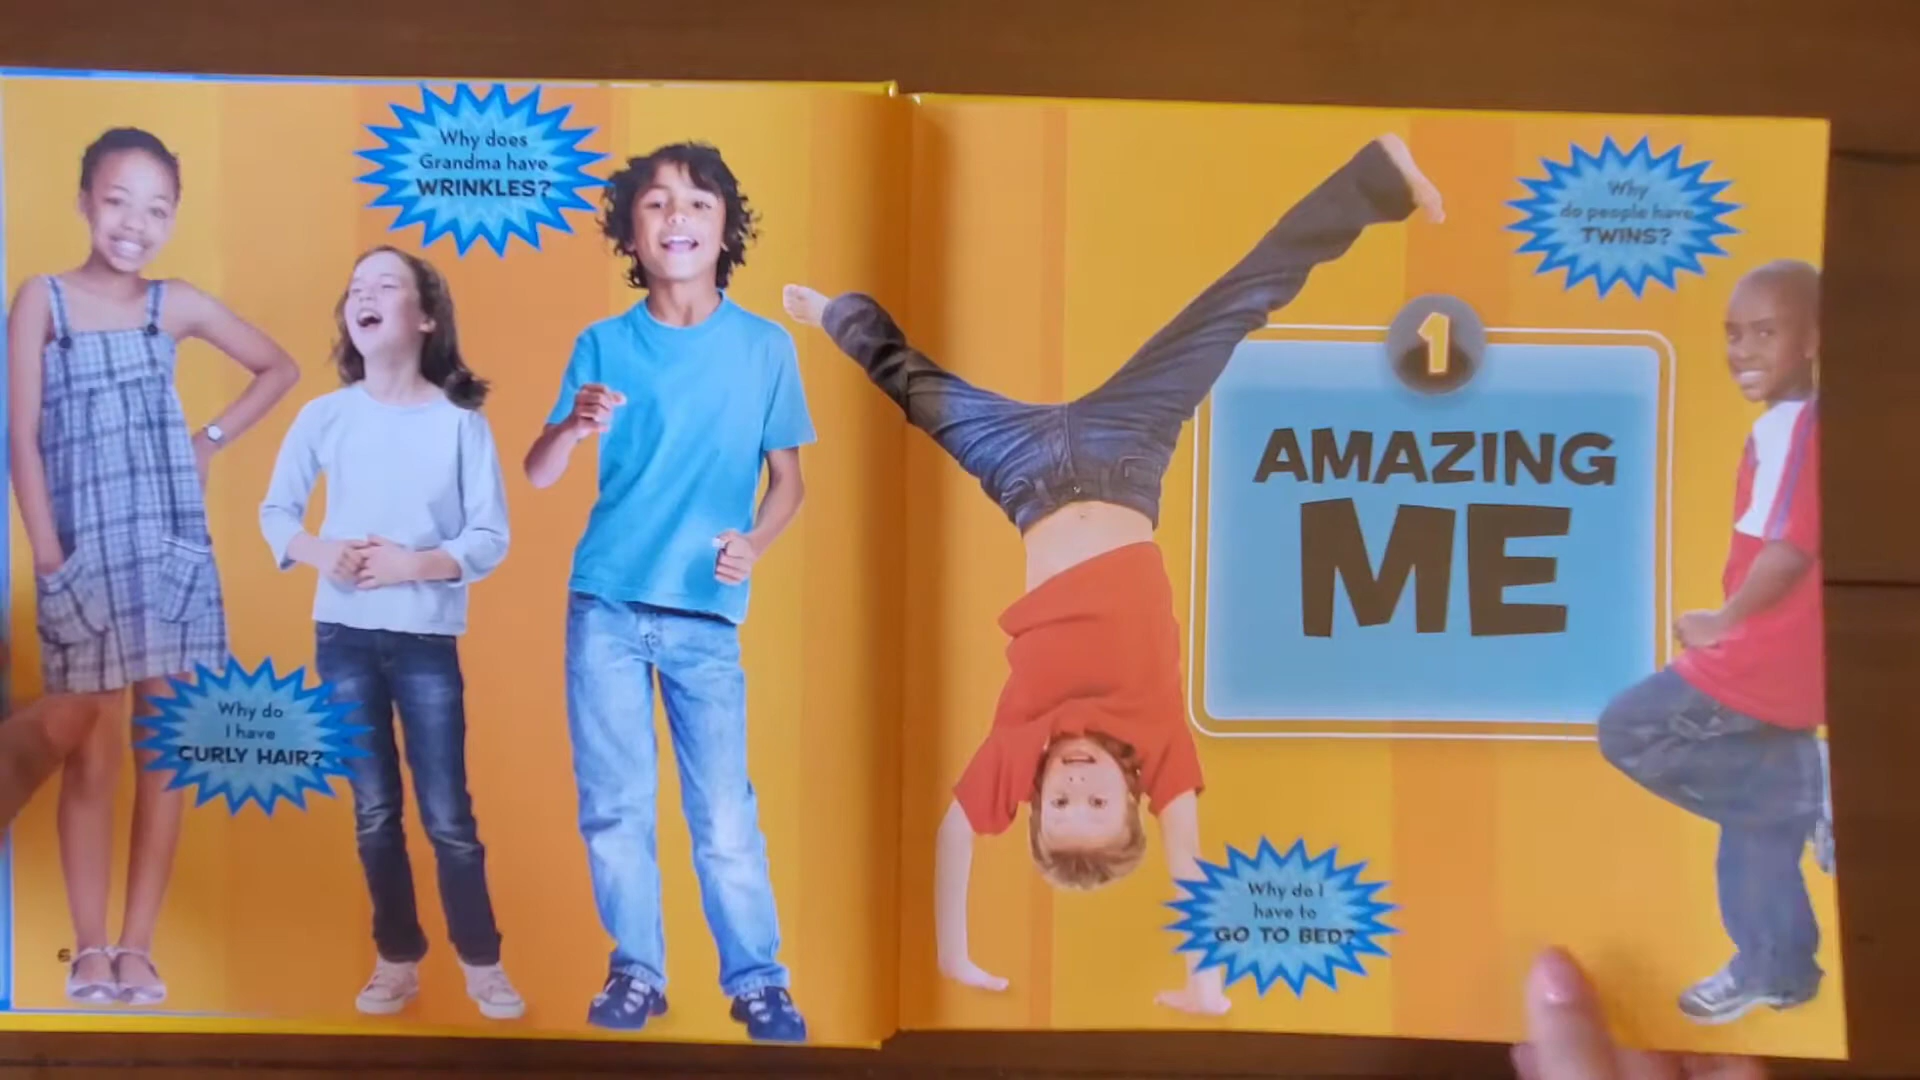 Why does
Grandma have
WRINKLES?
Why do
I have
CURLY HAIR?
6
Why
do people have
TWINS?
1
AMAZING
ME
Why do I
have to
GO TO BED?